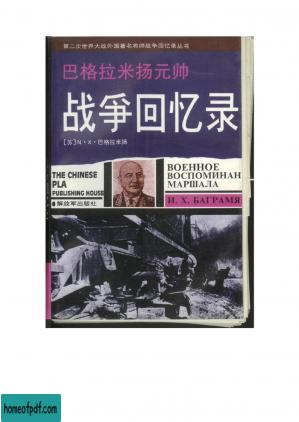 第二次世界大战外国著名将帅战争回忆录丛书
巴格拉米扬元帅
战争回忆录
[苏]И·X·巴格拉米扬
THE CHINESE
PLA
PUBLISHING HOUSE
解放军出版社
ВОЕННОЕ
ВОСПОМИНАН
МАРШАЛА
И. Х. БАГРАМЯ
homeofpdf.com